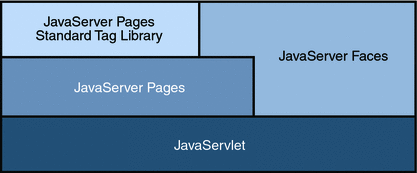 JavaServer Pages
Standard Tag Library
JavaServer Faces
JavaServer Pages
JavaServlet